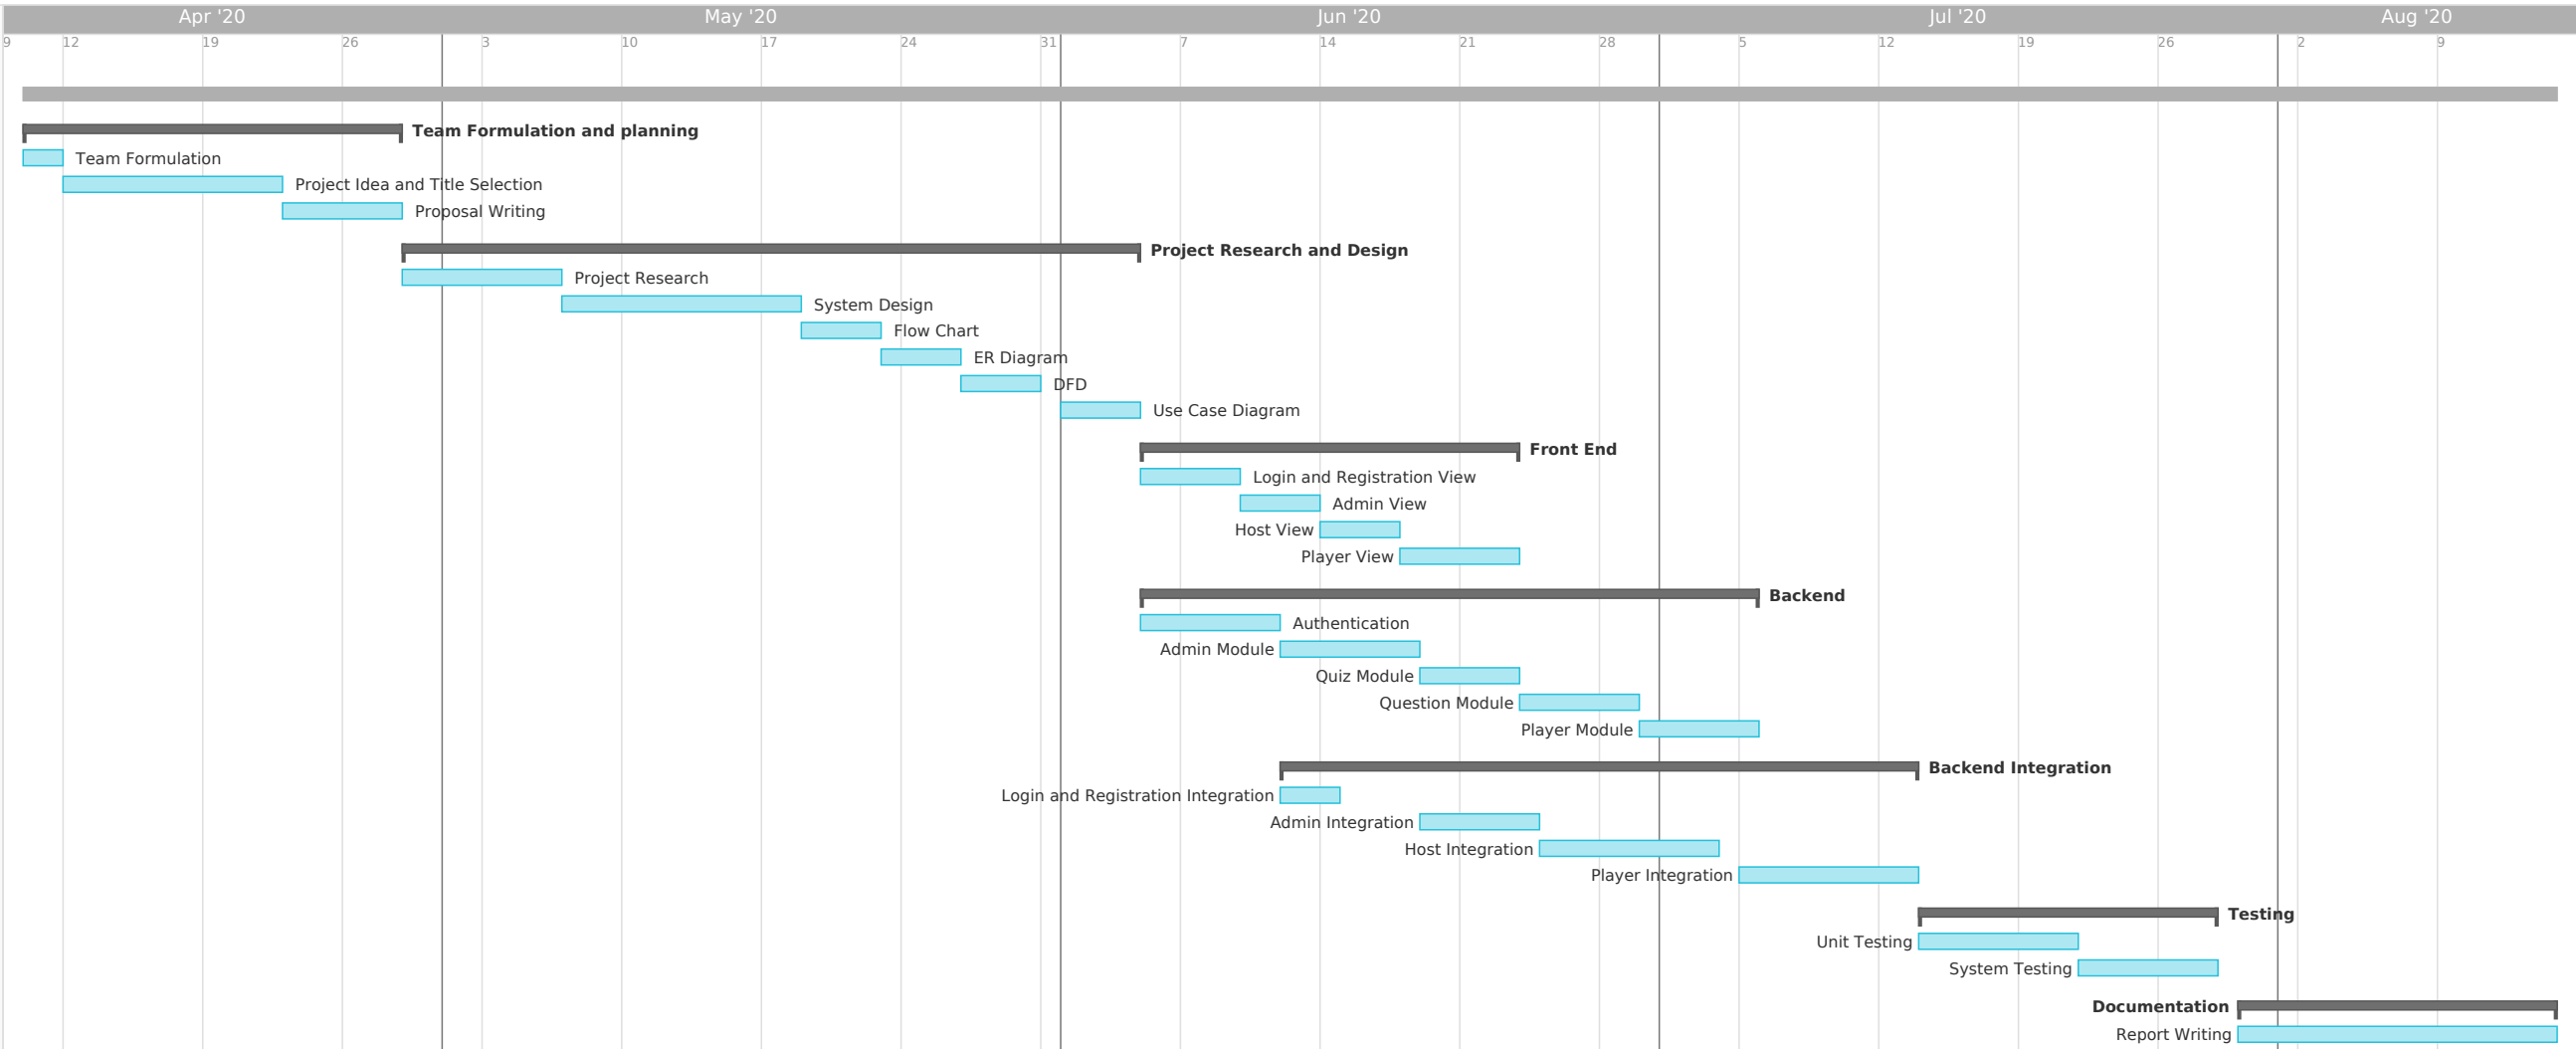 Apr '20 May '20 Jun '20 Jul '20 Aug '20
9 12 19 26 3 10 17 24 31 7 14 21 28 5 12 19 26 2 9
Team Formulation and planning
Team Formulation
Project Idea and Title Selection
Proposal Writing
Project Research and Design
Project Research
System Design
Flow Chart
ER Diagram
DFD
Use Case Diagram
Front End
Login and Registration View
Admin View
Host View
Player View
Backend
Authentication
Admin Module
Quiz Module
Question Module
Player Module
Backend Integration
Login and Registration Integration
Admin Integration
Host Integration
Player Integration
Testing
Unit Testing
System Testing
Documentation
Report Writing